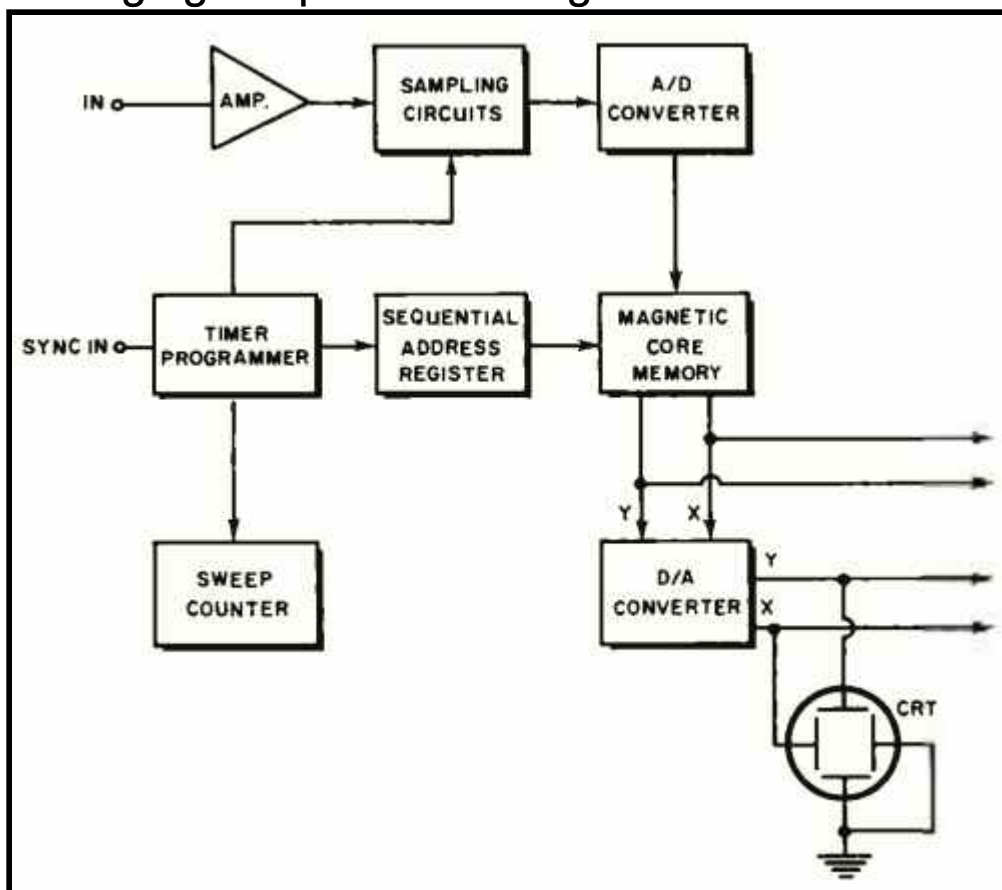 IN
AMP.
SAMPLING
CIRCUITS
A/D
CONVERTER
SYNC IN
TIMER
PROGRAMMER
SEQUENTIAL
ADDRESS
REGISTER
MAGNETIC
CORE
MEMORY
Y
X
SWEEP
COUNTER
D/A
CONVERTER
Y
X
CRT